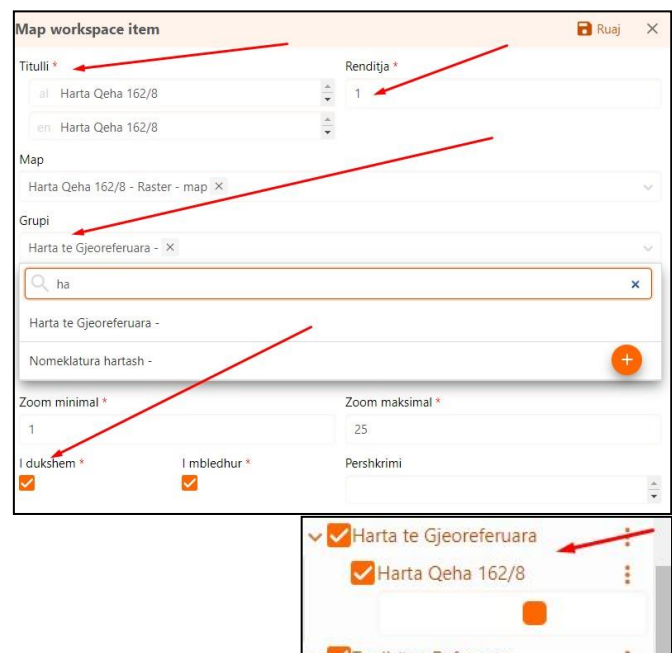 Map workspace item Ruaj
Titulli * Renditja *
al Harta Qeha 162/8 1
en Harta Qeha 162/8
Map
Harta Qeha 162/8 - Raster - map
Grupi
Harta te Gjeoreferuara -
ha
Harta te Gjeoreferuara -
Nomeklatura hartash -
Zoom minimal * Zoom maksimal *
1 25
I dukshem * I mbledhur * Pershkrimi
Harta te Gjeoreferuara
Harta Qeha 162/8